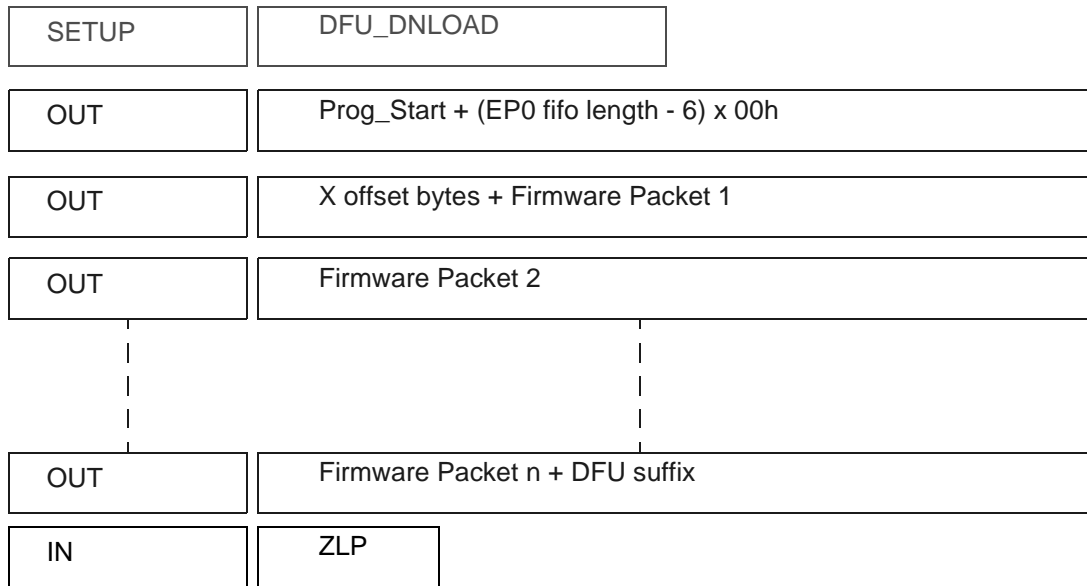 SETUP DFU_DNLOAD
OUT Prog_Start + (EP0 fifo length - 6) x 00h
OUT X offset bytes + Firmware Packet 1
OUT Firmware Packet 2
OUT Firmware Packet n + DFU suffix
IN ZLP